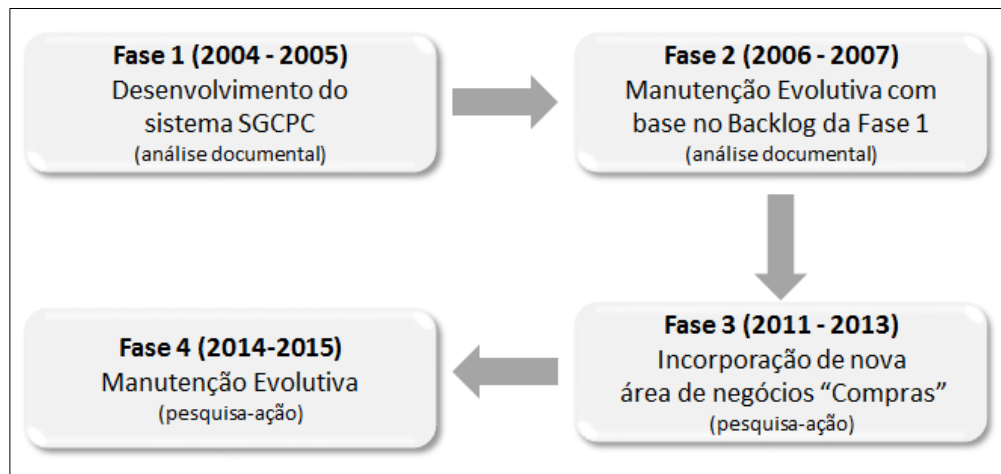 Fase 1 (2004 - 2005)
Desenvolvimento do
sistema SGCPC
(análise documental)
Fase 2 (2006 - 2007)
Manutenção Evolutiva com
base no Backlog da Fase 1
(análise documental)
Fase 3 (2011 - 2013)
Incorporação de nova
área de negócios “Compras”
(pesquisa-ação)
Fase 4 (2014-2015)
Manutenção Evolutiva
(pesquisa-ação)